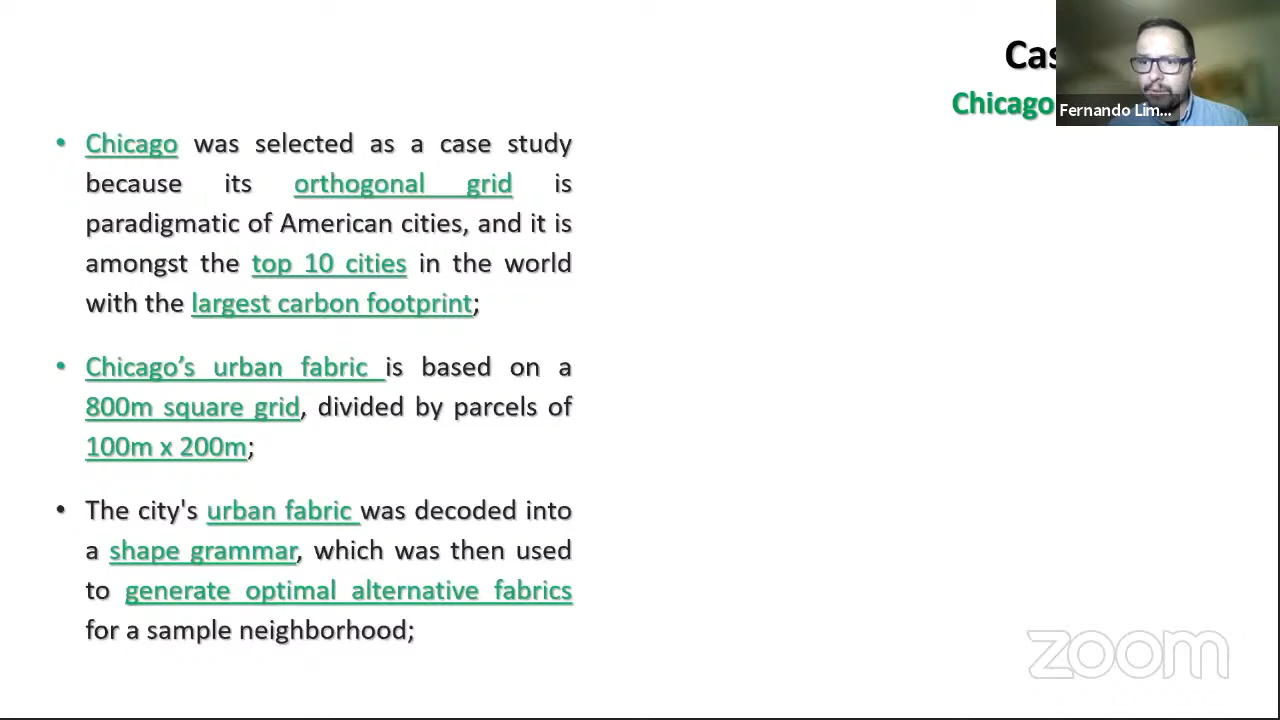 Cas
Chicago
Fernando Lim...
• Chicago was selected as a case study
because its orthogonal grid is
paradigmatic of American cities, and it is
amongst the top 10 cities in the world
with the largest carbon footprint;
• Chicago’s urban fabric is based on a
800m square grid, divided by parcels of
100m x 200m;
• The city's urban fabric was decoded into
a shape grammar, which was then used
to generate optimal alternative fabrics
for a sample neighborhood;
zoom